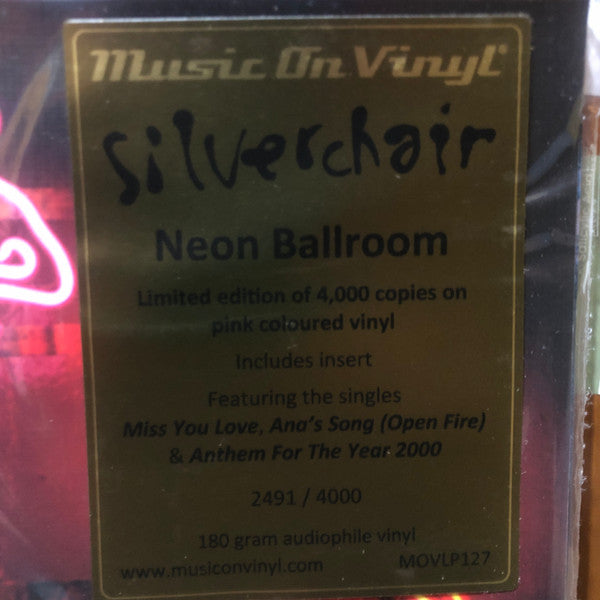 Music On Vinyl®
silverchair
Neon Ballroom
Limited edition of 4,000 copies on
pink coloured vinyl
Includes insert
Featuring the singles
Miss You Love, Ana's Song (Open Fire)
& Anthem For The Year 2000
2491 / 4000
180 gram audiophile vinyl
www.musiconvinyl.com MOVLP127